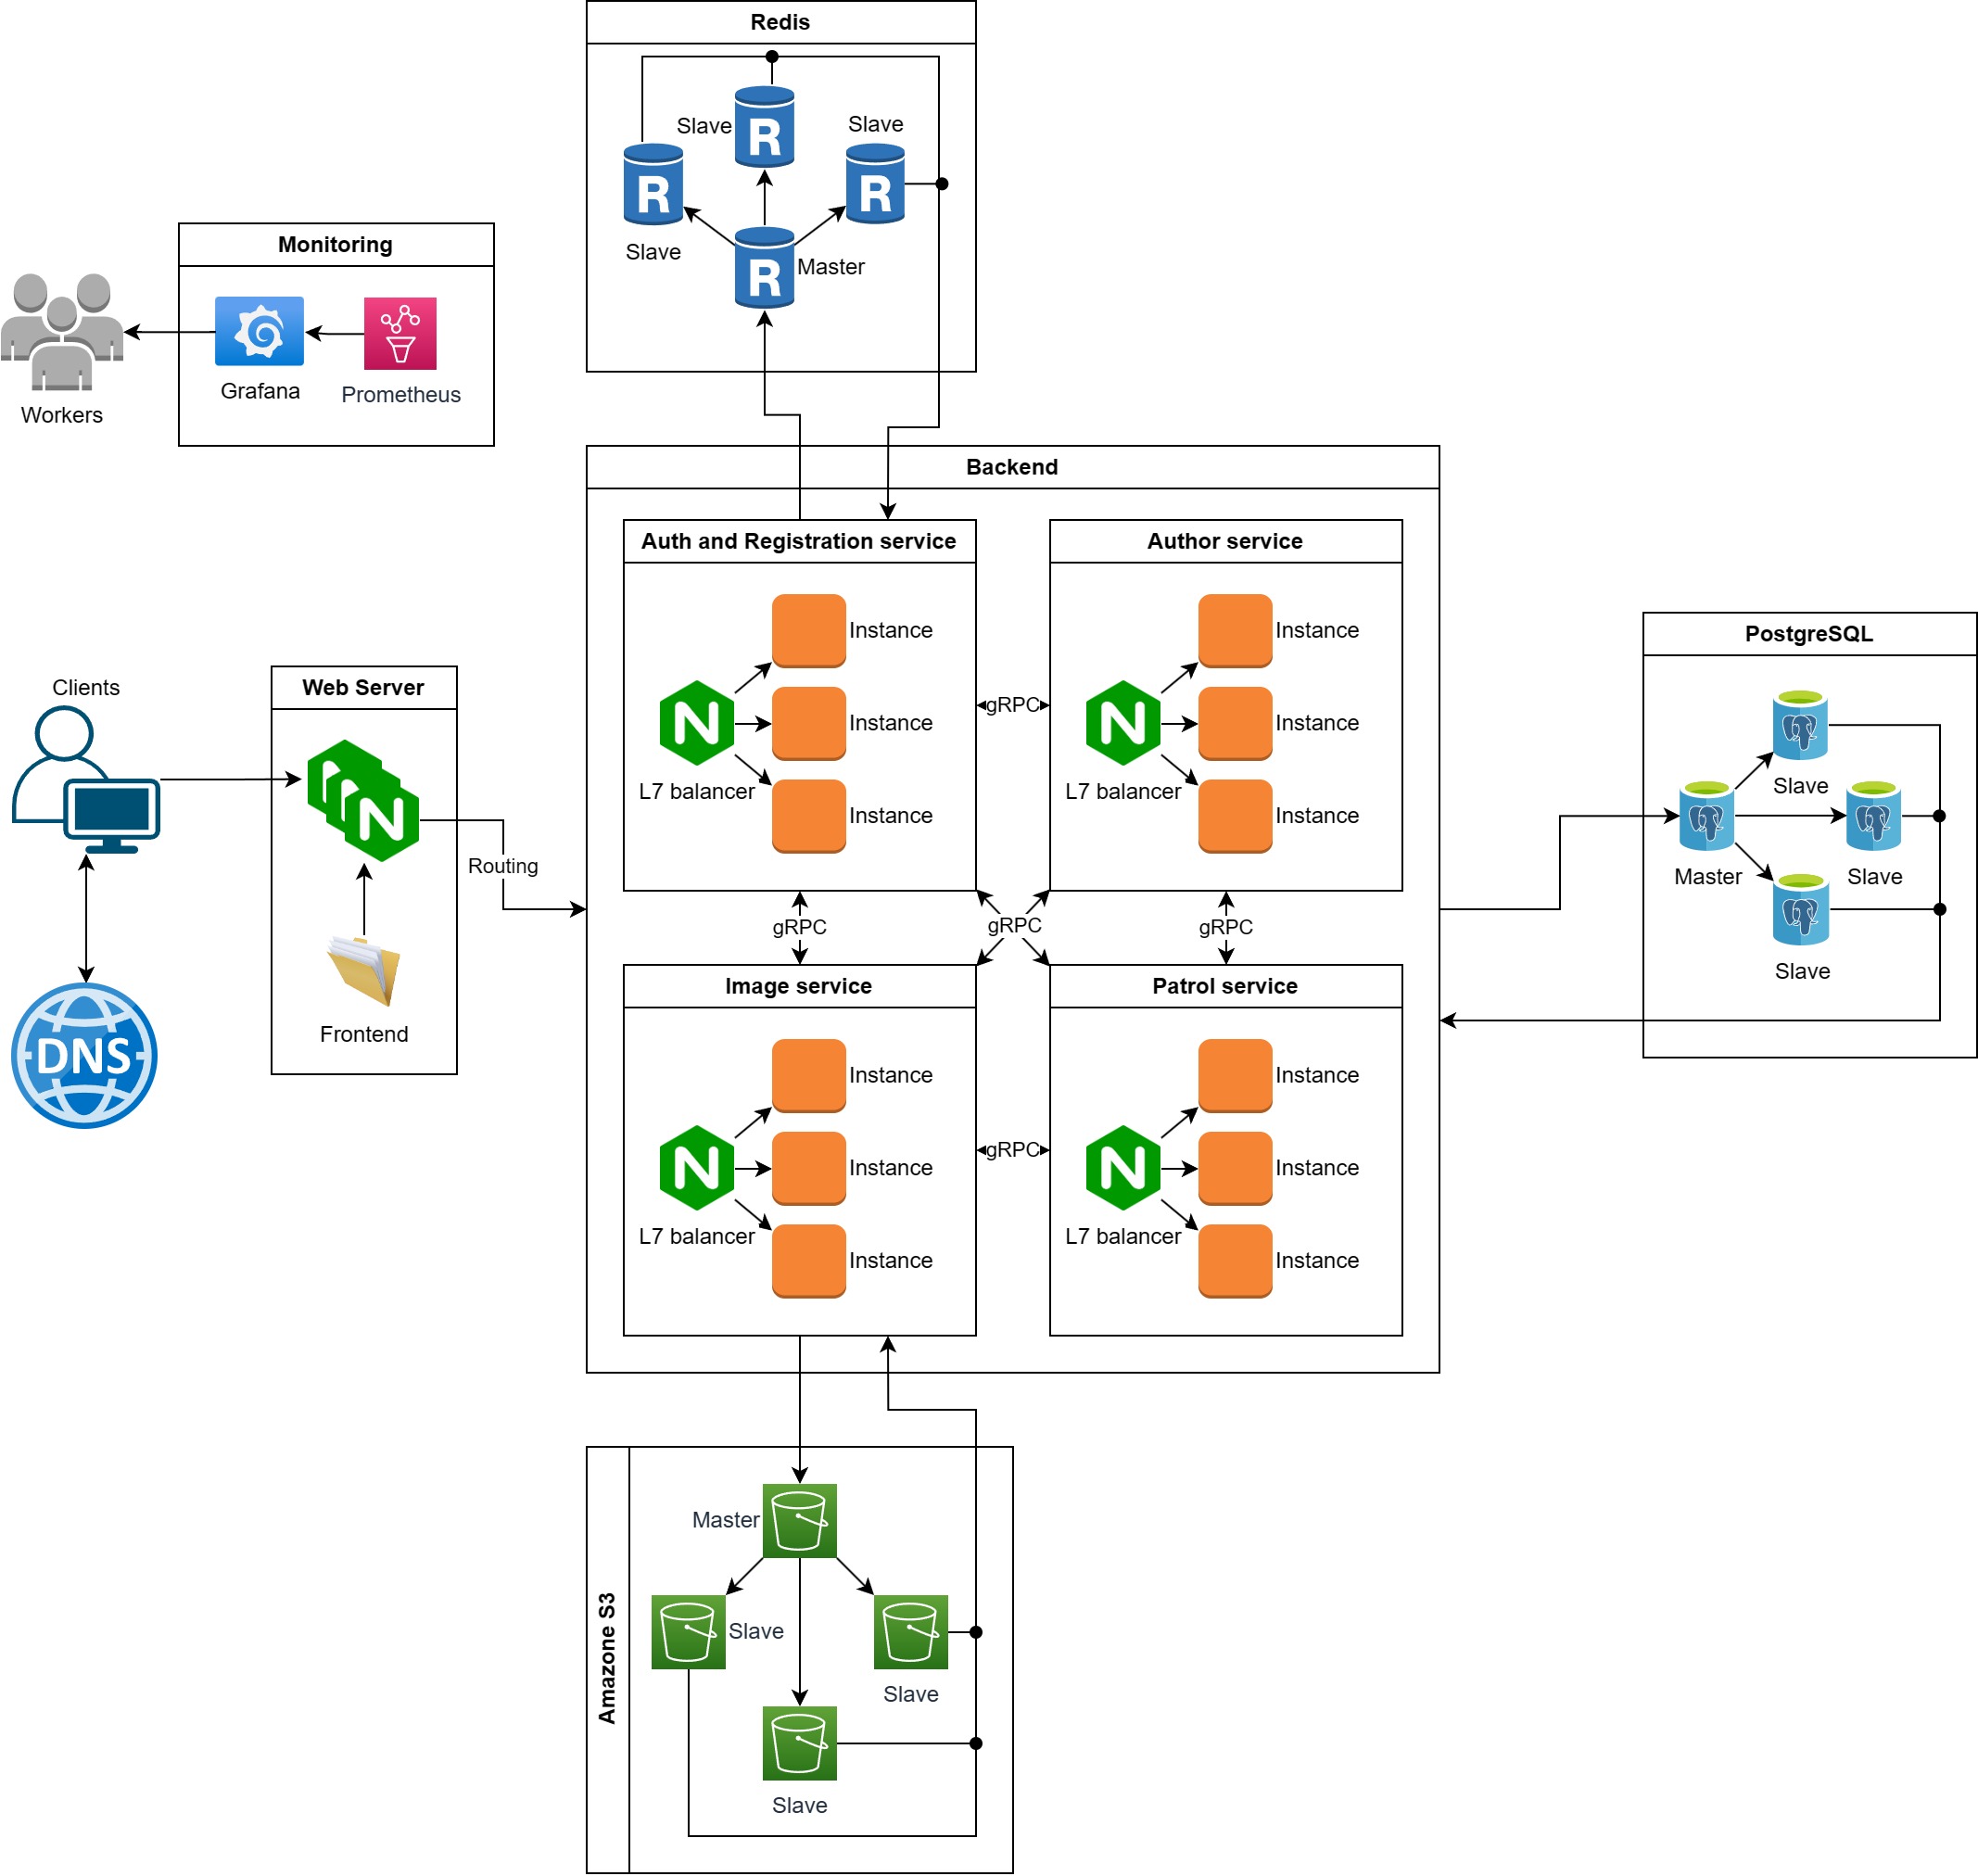 Redis
Slave
Slave
R
R
R
Slave
Master
R
Monitoring
Grafana
Prometheus
Workers
Backend
Auth and Registration service
Instance
Instance
Instance
N
L7 balancer
gRPC
Author service
Instance
Instance
Instance
N
L7 balancer
PostgreSQL
Slave
Master
Slave
Slave
Clients
Web Server
N
N
N
Routing
Frontend
DNS
gRPC
gRPC
gRPC
Image service
Instance
Instance
Instance
N
L7 balancer
gRPC
Patrol service
Instance
Instance
Instance
N
L7 balancer
Amazone S3
Master
Slave
Slave
Slave